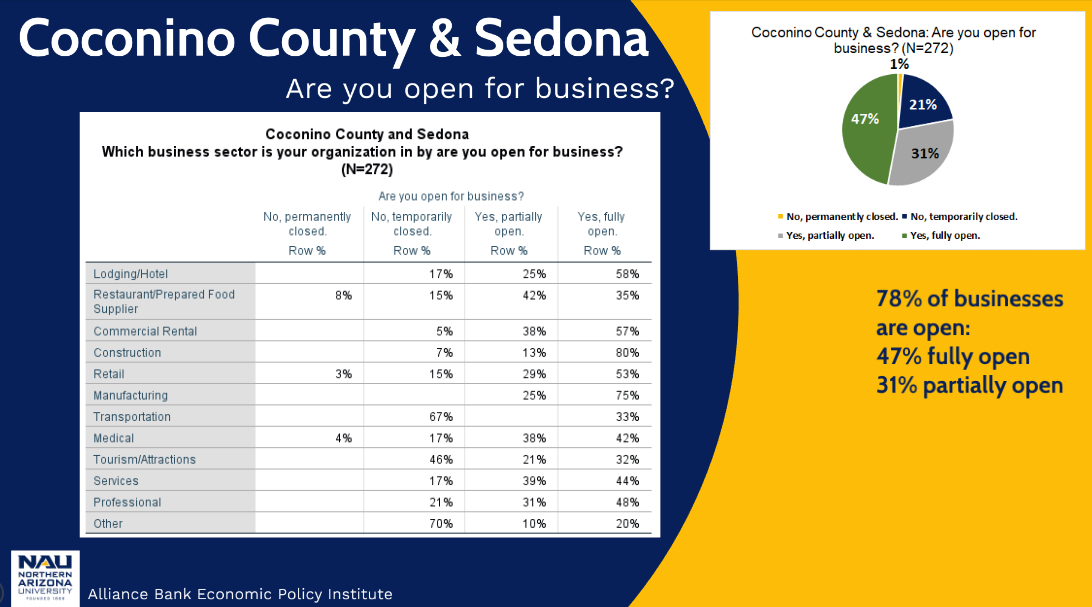 Coconino County & Sedona
Are you open for business?
Coconino County and Sedona
Which business sector is your organization in by are you open for business?
(N=272)
Are you open for business?
No, permanently closed. No, temporarily closed. Yes, partially open. Yes, fully open.
Row % Row % Row % Row %
Lodging/Hotel 17% 25% 58%
Restaurant/Prepared Food Supplier 8% 15% 42% 35%
Commercial Rental 5% 38% 57%
Construction 7% 13% 80%
Retail 3% 15% 29% 53%
Manufacturing 25% 75%
Transportation 67% 33%
Medical 4% 17% 38% 42%
Tourism/Attractions 46% 21% 32%
Services 17% 39% 44%
Professional 21% 31% 48%
Other 70% 10% 20%
Coconino County & Sedona: Are you open for
business? (N=272)
1%
21%
47%
31%
No, permanently closed. No, temporarily closed.
Yes, partially open. Yes, fully open.
78% of businesses
are open:
47% fully open
31% partially open
NAU
NORTHERN
ARIZONA
UNIVERSITY
FOUNDED 1899
Alliance Bank Economic Policy Institute